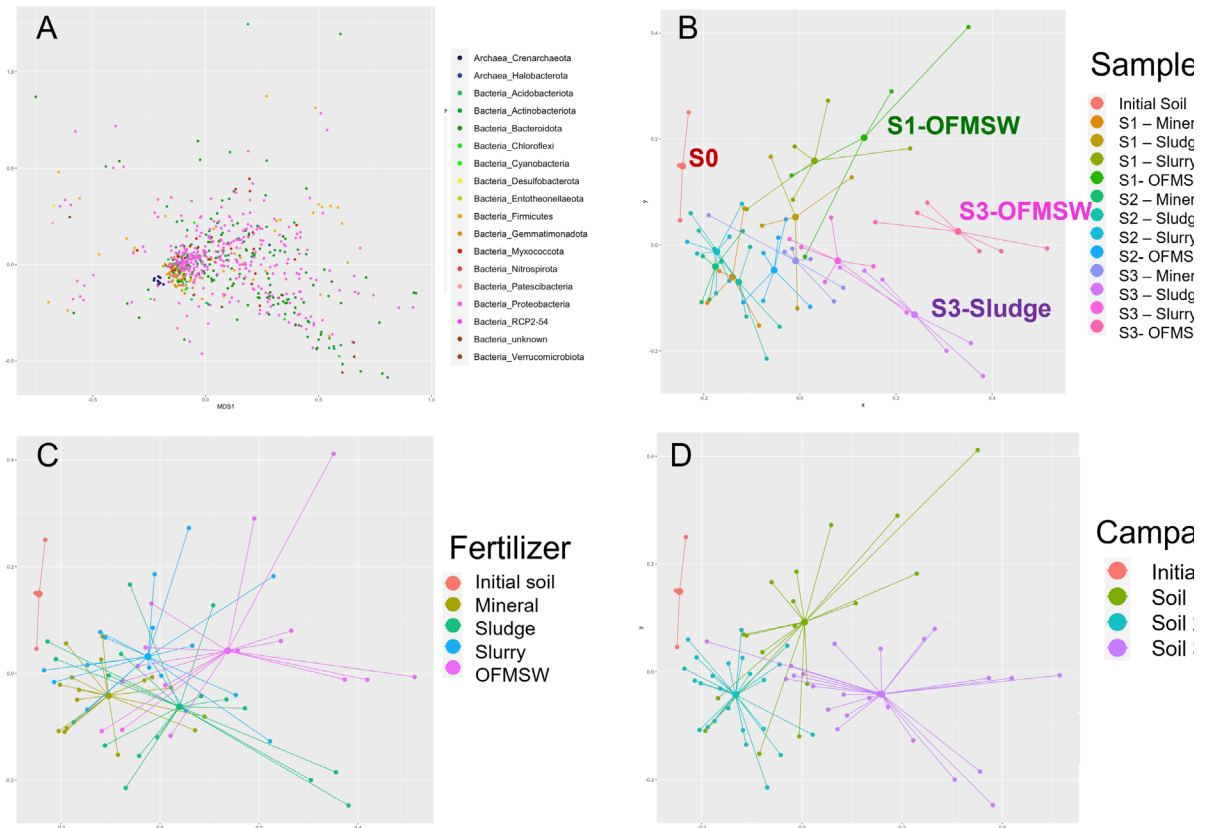 A
1.0
0.5
0.0
-0.5
-0.5
0.0
0.5
1.0
MDS1
Archaea_Crenarchaeota
Archaea_Halobacterota
Bacteria_Acidobacteriota
Bacteria_Actinobacteriota
Bacteria_Bacteroidota
Bacteria_Chloroflexi
Bacteria_Cyanobacteria
Bacteria_Desulfobacterota
Bacteria_Entotheonellaeota
Bacteria_Firmicutes
Bacteria_Gemmatimonadota
Bacteria_Myxococcota
Bacteria_Nitrospirota
Bacteria_Patescibacteria
Bacteria_Proteobacteria
Bacteria_RCP2-54
Bacteria_unknown
Bacteria_Verrucomicrobiota
B
0.4
0.2
0.0
-0.2
y
-0.2
0.0
0.2
0.4
x
S0
S1-OFMSW
S3-OFMSW
S3-Sludge
Sample
Initial Soil
S1 – Miner
S1 – Sludg
S1 – Slurry
S1- OFMS
S2 – Miner
S2 – Sludg
S2 – Slurry
S2- OFMS
S3 – Miner
S3 – Sludg
S3 – Slurry
S3- OFMS
C
0.4
0.2
0.0
-0.2
Fertilizer
Initial soil
Mineral
Sludge
Slurry
OFMSW
D
0.4
0.2
0.0
-0.2
y
Campa
Initia
Soil
Soil
Soil